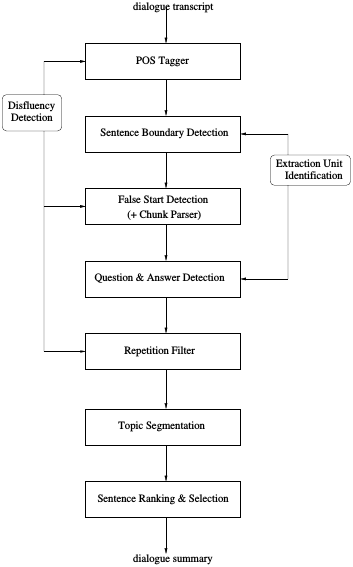 dialogue transcript
POS Tagger
Disfluency
Detection
Sentence Boundary Detection
Extraction Unit
Identification
False Start Detection
(+ Chunk Parser)
Question & Answer Detection
Repetition Filter
Topic Segmentation
Sentence Ranking & Selection
dialogue summary